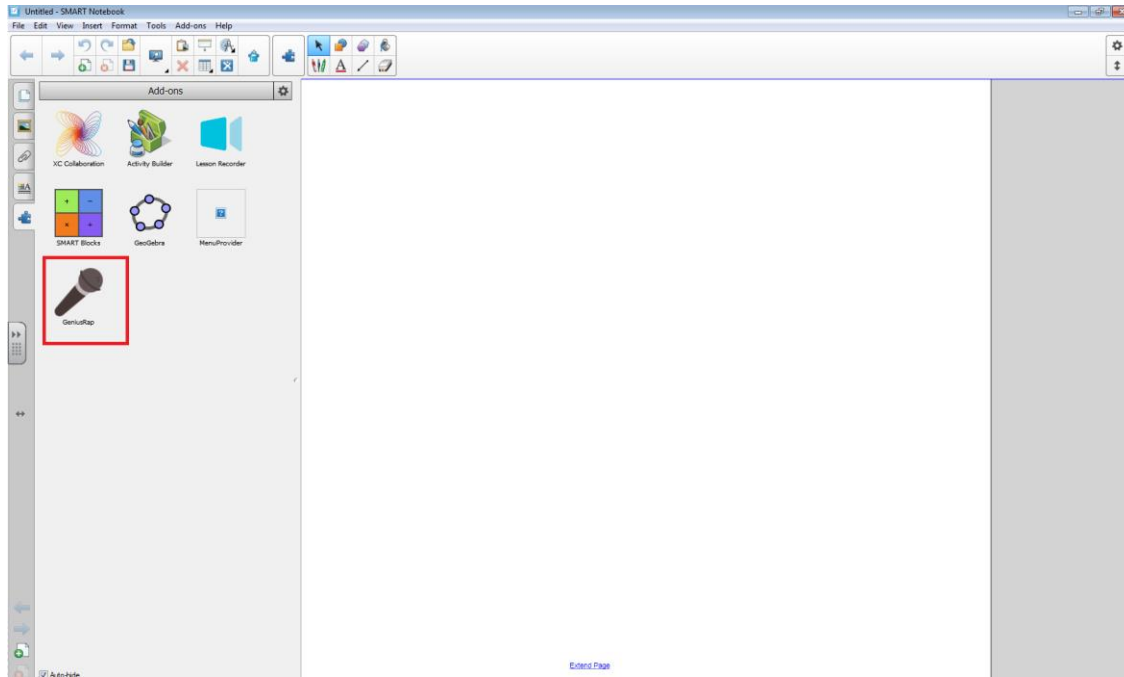 Untitled - SMART Notebook
File Edit View Insert Format Tools Add-ons Help
Add-ons
XC Collaboration Activity Builder Lesson Recorder
SMART Blocks GeoGebra MenuProvider
GeniusRap
Extend Page
Auto-hide